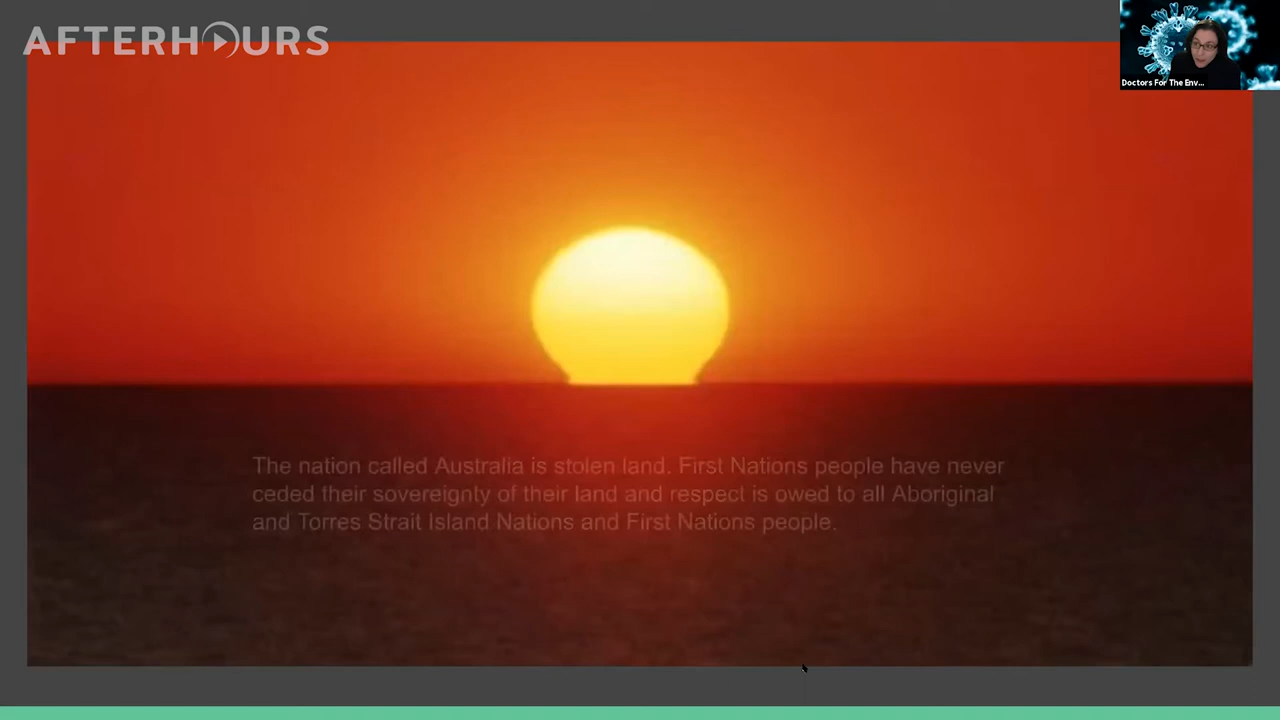 AFTERHOURS
Doctors For The Env...
The nation called Australia is stolen land. First Nations people have never
ceded their sovereignty of their land and respect is owed to all Aboriginal
and Torres Strait Island Nations and First Nations people.